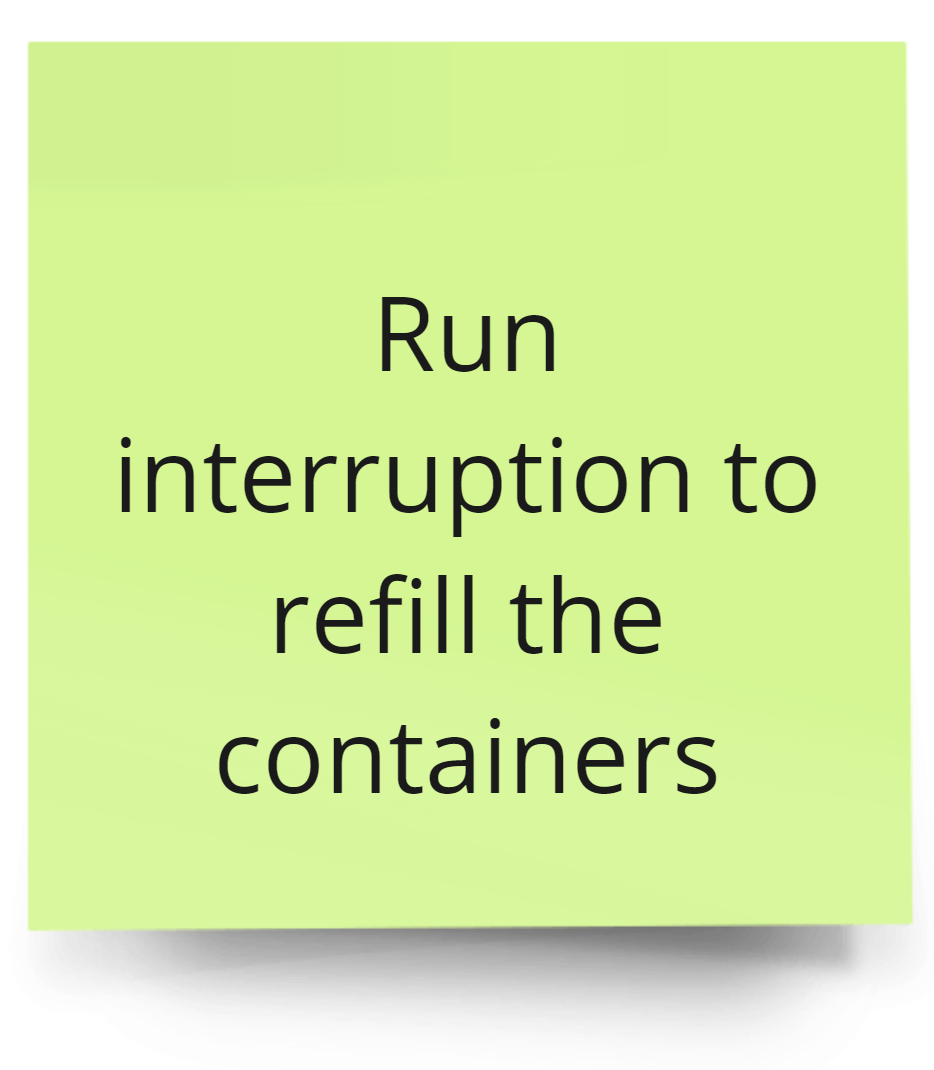 Run
interruption to
refill the
containers